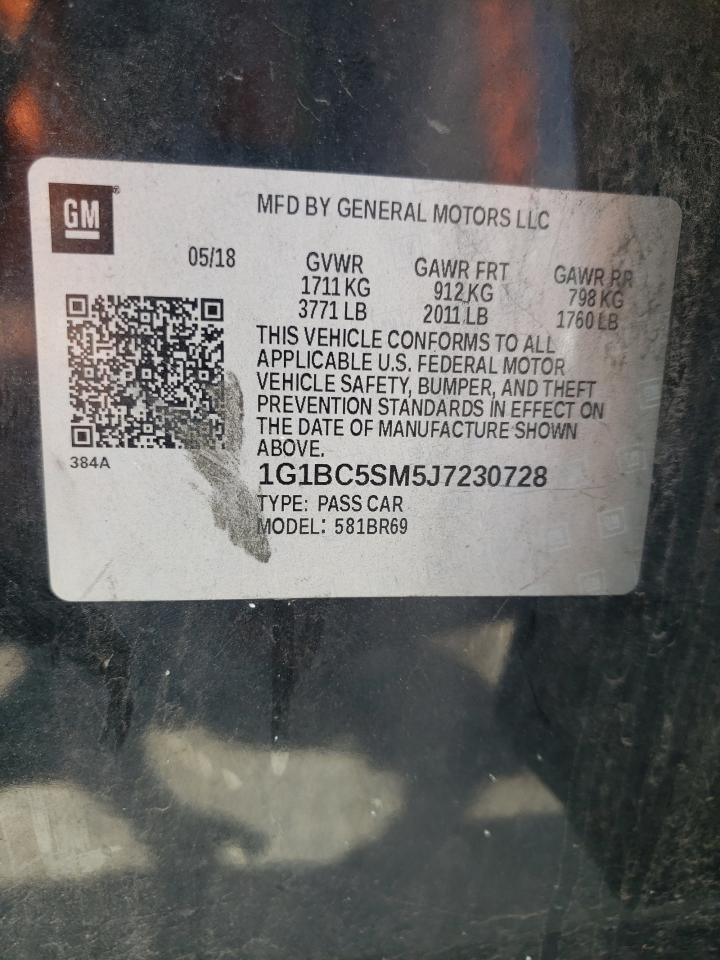 GM®
MFD BY GENERAL MOTORS LLC
05/18
GVWR
1711 KG
3771 LB
GAWR FRT
912 KG
2011 LB
GAWR RR
798 KG
1760 LB
THIS VEHICLE CONFORMS TO ALL
APPLICABLE U.S. FEDERAL MOTOR
VEHICLE SAFETY, BUMPER, AND THEFT
PREVENTION STANDARDS IN EFFECT ON
THE DATE OF MANUFACTURE SHOWN
ABOVE.
384A
1G1BC5SM5J7230728
TYPE: PASS CAR
MODEL: 581BR69